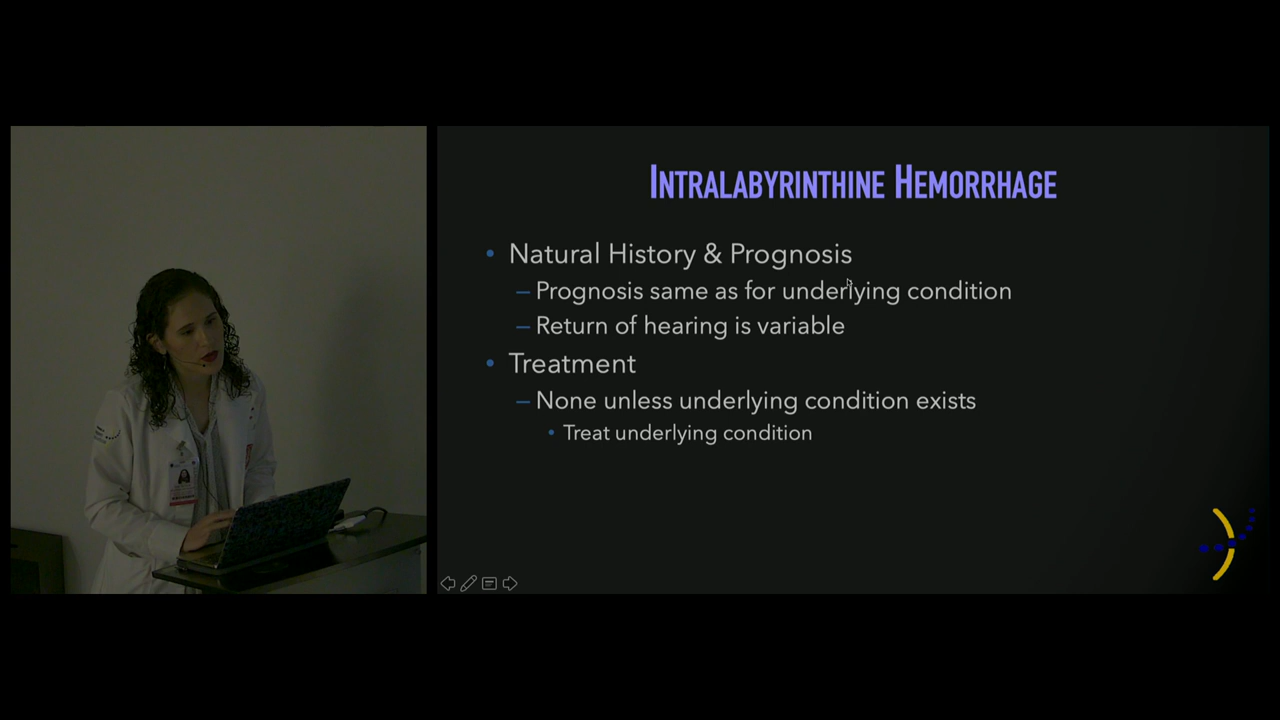 INTRALABYRINTHINE HEMORRHAGE
• Natural History & Prognosis
– Prognosis same as for underlying condition
– Return of hearing is variable
• Treatment
– None unless underlying condition exists
• Treat underlying condition